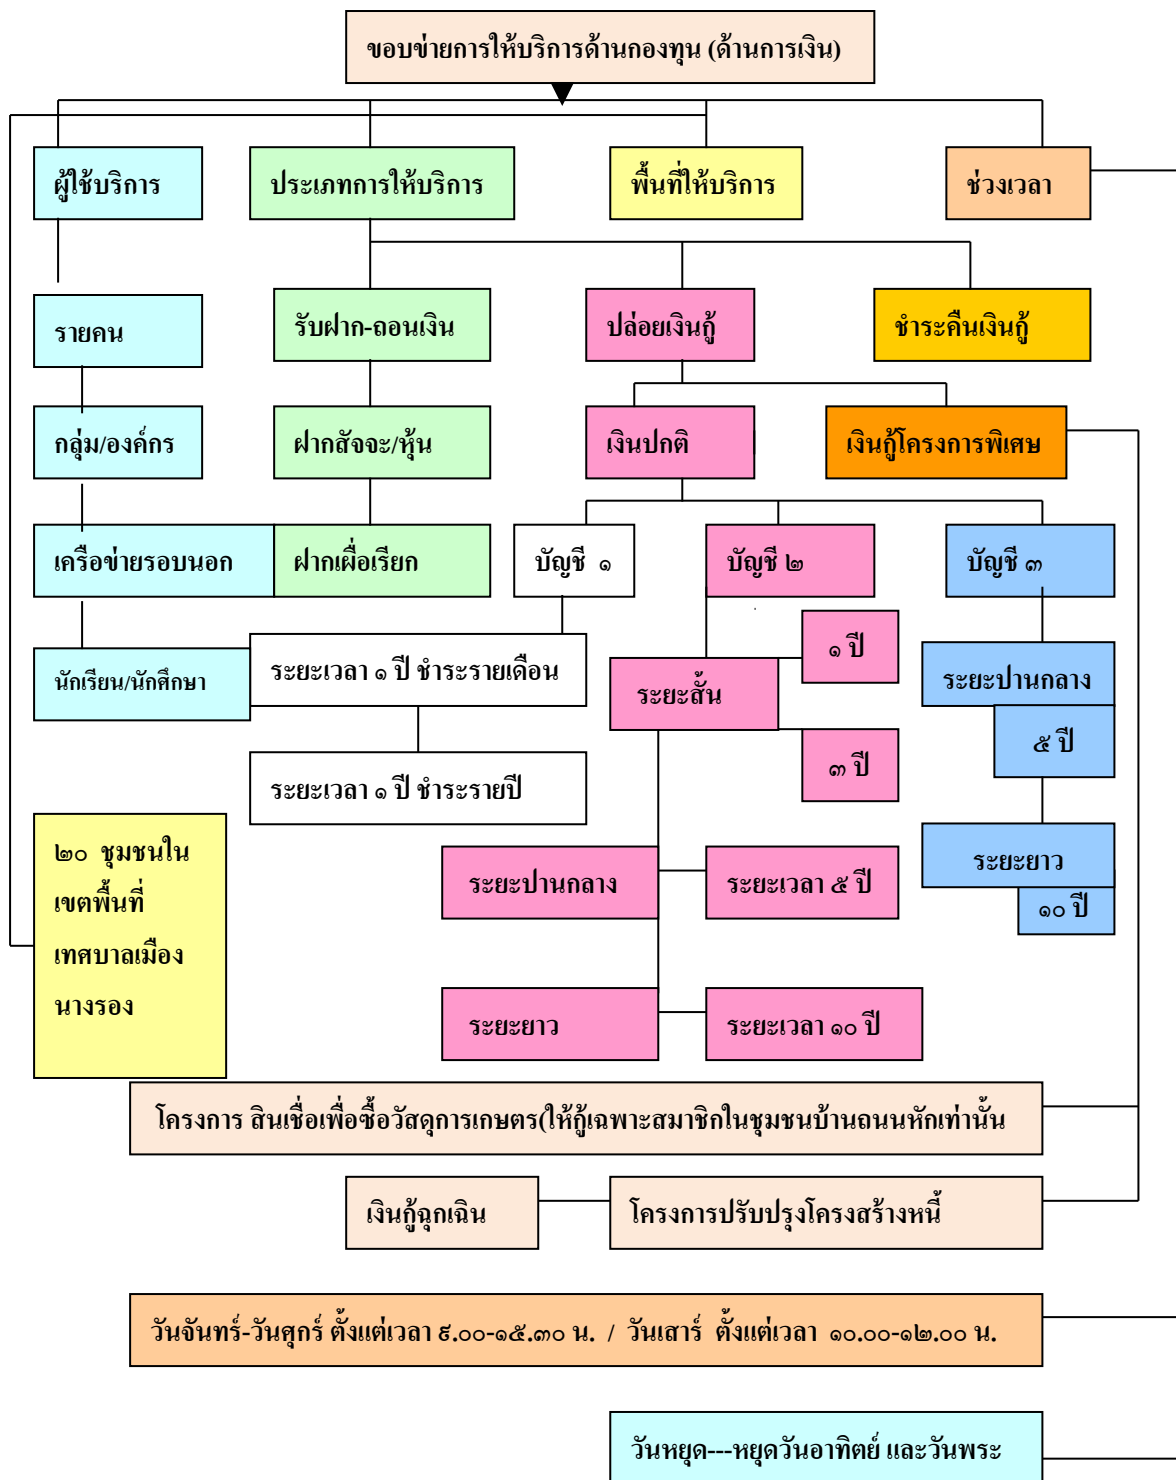 ขอบข่ายการให้บริการด้านกองทุน (ด้านการเงิน)
ผู้ใช้บริการ
ประเภทการให้บริการ
พื้นที่ให้บริการ
ช่วงเวลา
รายคน
รับฝาก-ถอนเงิน
ปล่อยเงินกู้
ชำระคืนเงินกู้
กลุ่ม/องค์กร
ฝากสัจจะ/หุ้น
เงินปกติ
เงินกู้โครงการพิเศษ
เครือข่ายรอบนอก
ฝากเผื่อเรียก
บัญชี ๑
บัญชี ๒
บัญชี ๓
นักเรียน/นักศึกษา
ระยะเวลา ๑ ปี ชำระรายเดือน
ระยะสั้น
๑ ปี
ระยะปานกลาง
๕ ปี
๓ ปี
ระยะเวลา ๑ ปี ชำระรายปี
๒๐ ชุมชนใน
เขตพื้นที่
เทศบาลเมือง
นางรอง
ระยะปานกลาง
ระยะเวลา ๕ ปี
ระยะยาว
๑๐ ปี
ระยะยาว
ระยะเวลา ๑๐ ปี
โครงการ สินเชื่อเพื่อซื้อวัสดุการเกษตร(ให้กู้เฉพาะสมาชิกในชุมชนบ้านถนนหักเท่านั้น
เงินกู้ฉุกเฉิน
โครงการปรับปรุงโครงสร้างหนี้
วันจันทร์-วันศุกร์ ตั้งแต่เวลา ๙.๐๐-๑๕.๓๐ น. / วันเสาร์ ตั้งแต่เวลา ๑๐.๐๐-๑๒.๐๐ น.
วันหยุด---หยุดวันอาทิตย์ และวันพระ